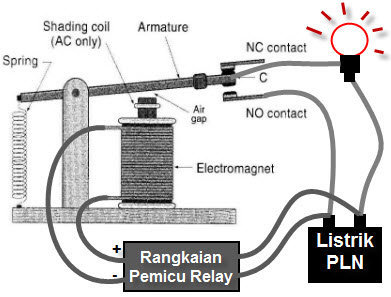 Shading coil
(AC only)
Armature
Spring
NC contact
C
Air
gap
NO contact
Electromagnet
+
-
Rangkaian
Pemicu Relay
Listrik
PLN